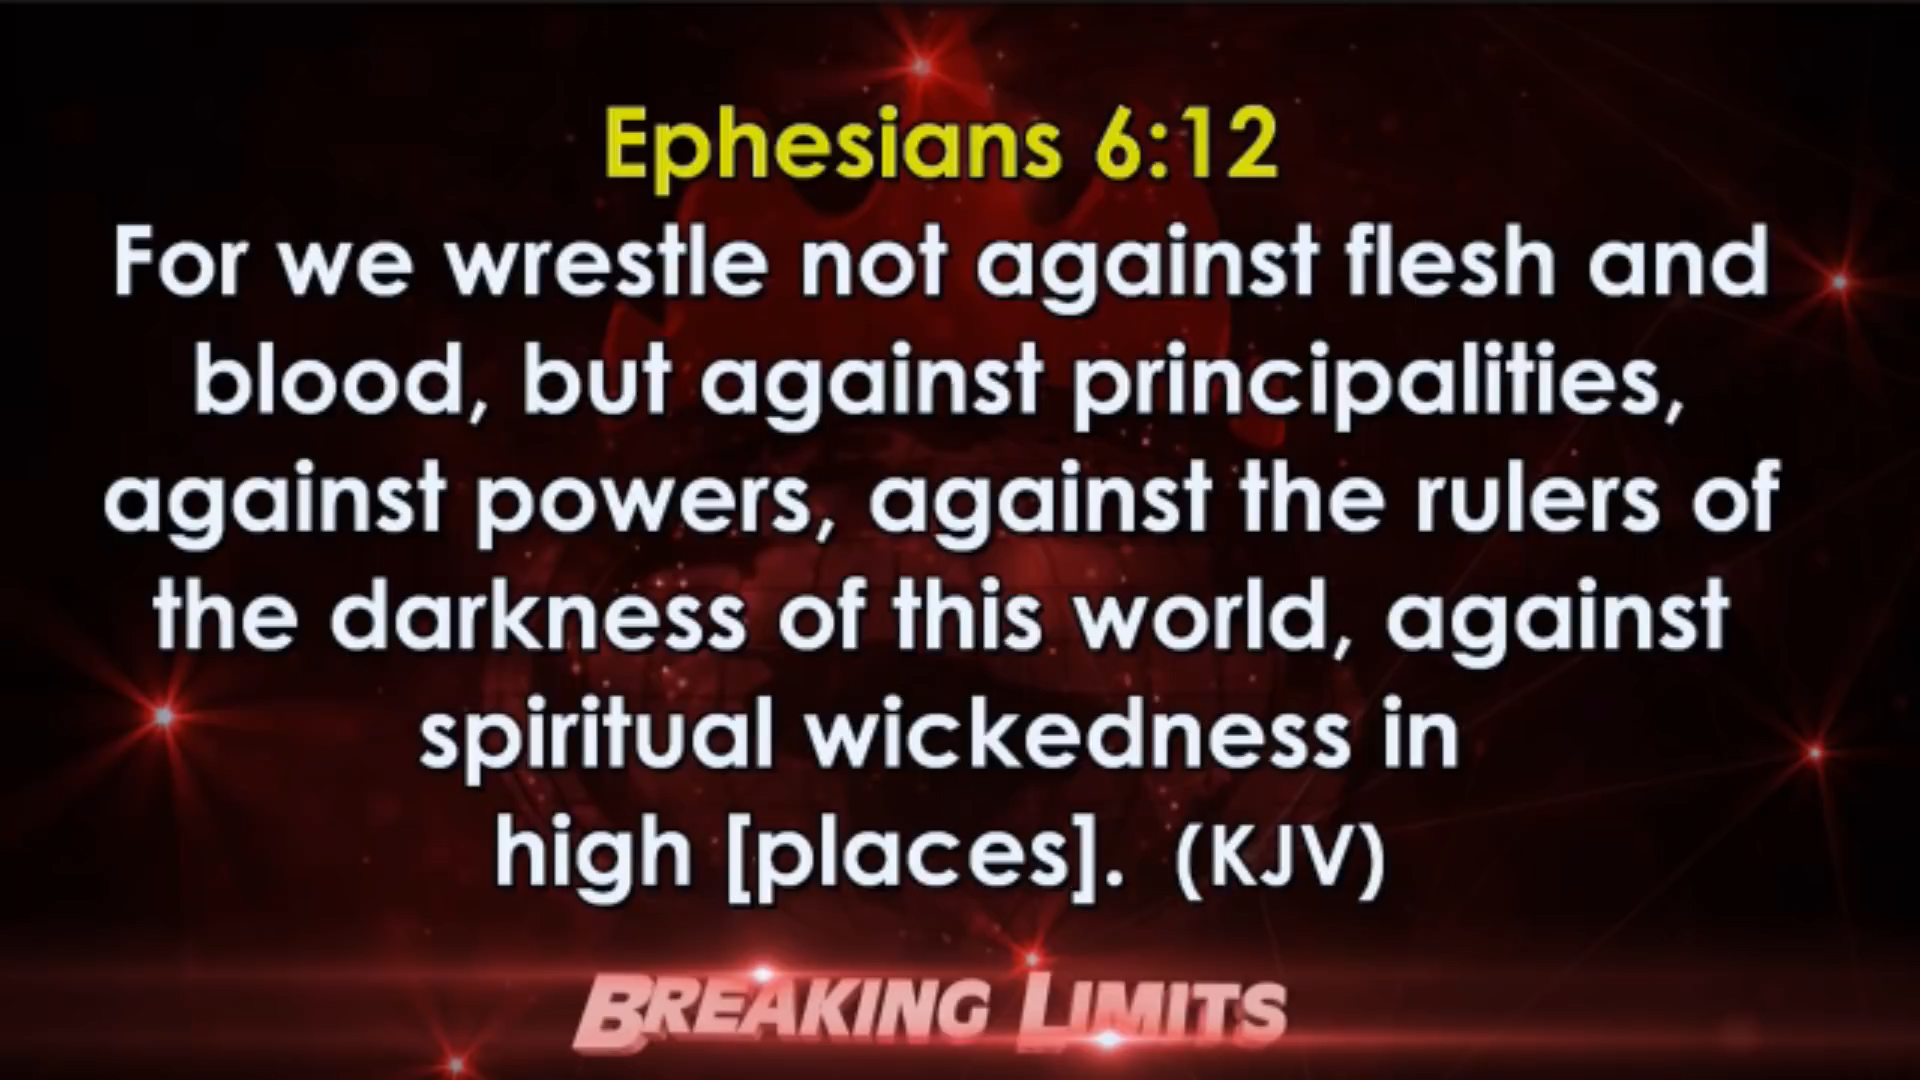 Ephesians 6:12
For we wrestle not against flesh and
blood, but against principalities,
against powers, against the rulers of
the darkness of this world, against
spiritual wickedness in
high [places]. (KJV)
BREAKING LIMITS